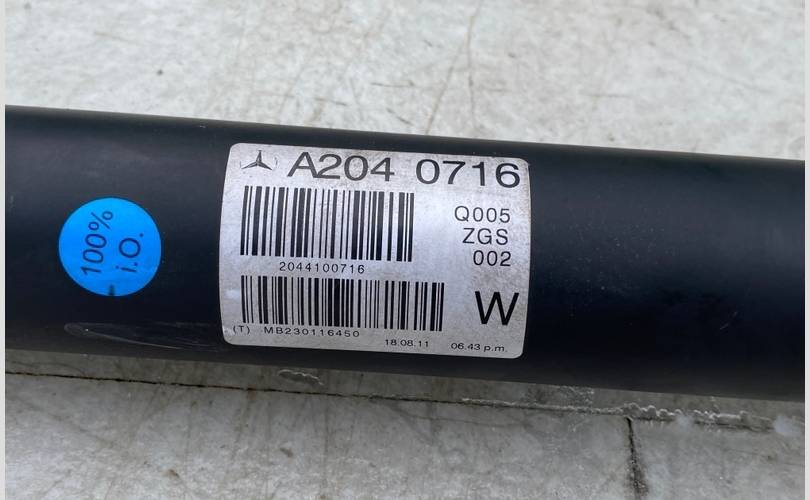 100%
i.O.
A204 0716
Q005
ZGS
002
2044100716
W
(T) MB230116450
18.08.11 06.43 p.m.